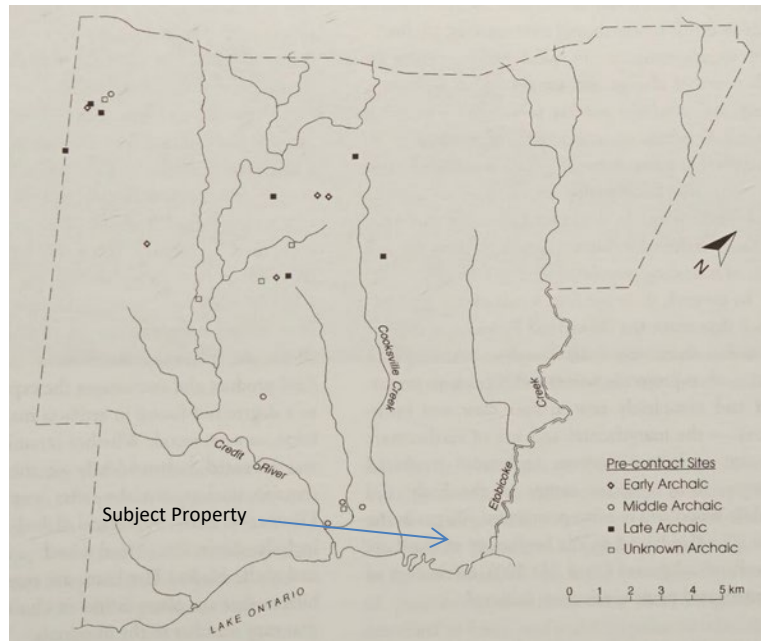 N
Cooksville
Creek
Creek
Etobicoke
Credit River
Pre-contact Sites
Early Archaic
Middle Archaic
Late Archaic
Unknown Archaic
Subject Property
LAKE ONTARIO
0 1 2 3 4 5 km